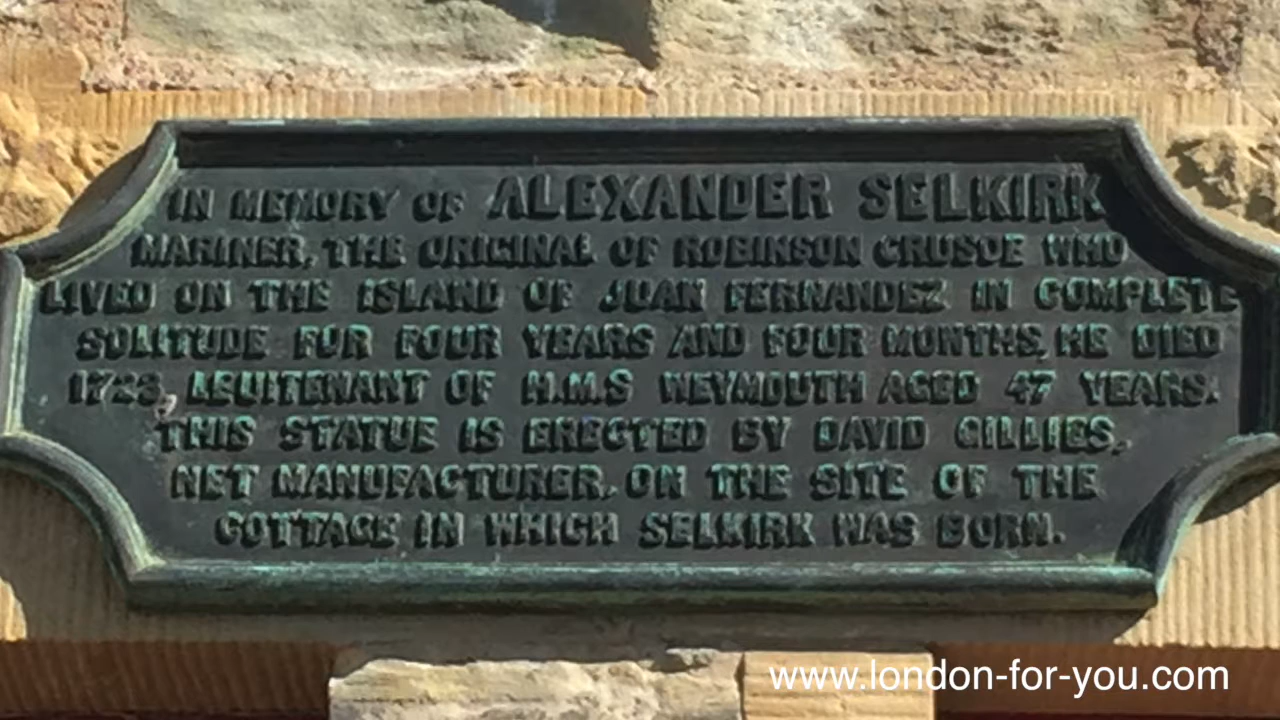 IN MEMORY OF ALEXANDER SELKIRK
MARINER, THE ORIGINAL OF ROBINSON CRUSOE WHO
LIVED ON THE ISLAND OF JUAN FERNANDEZ IN COMPLETE
SOLITUDE FOR FOUR YEARS AND FOUR MONTHS, HE DIED
1723, LEUITENANT OF H.M.S WEYMOUTH AGED 47 YEARS.
THIS STATUE IS ERECTED BY DAVID GILLIES,
NET MANUFACTURER, ON THE SITE OF THE
COTTAGE IN WHICH SELKIRK WAS BORN.
www.london-for-you.com